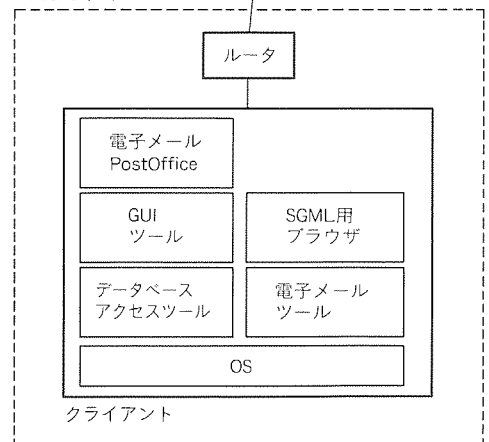 ルータ
電子メール
PostOffice
GUI
ツール
SGML用
ブラウザ
データベース
アクセスツール
電子メール
ツール
OS
クライアント